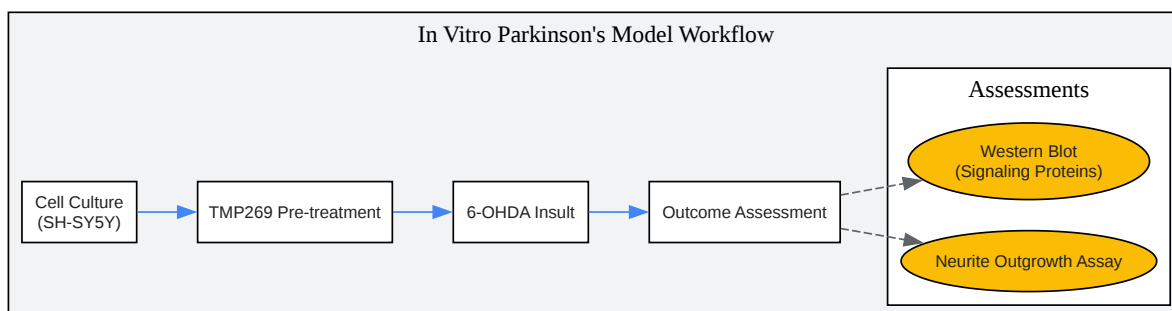 In Vitro Parkinson's Model Workflow
Assessments
Western Blot
(Signaling Proteins)
Cell Culture
(SH-SY5Y)
TMP269 Pre-treatment
6-OHDA Insult
Outcome Assessment
Neurite Outgrowth Assay